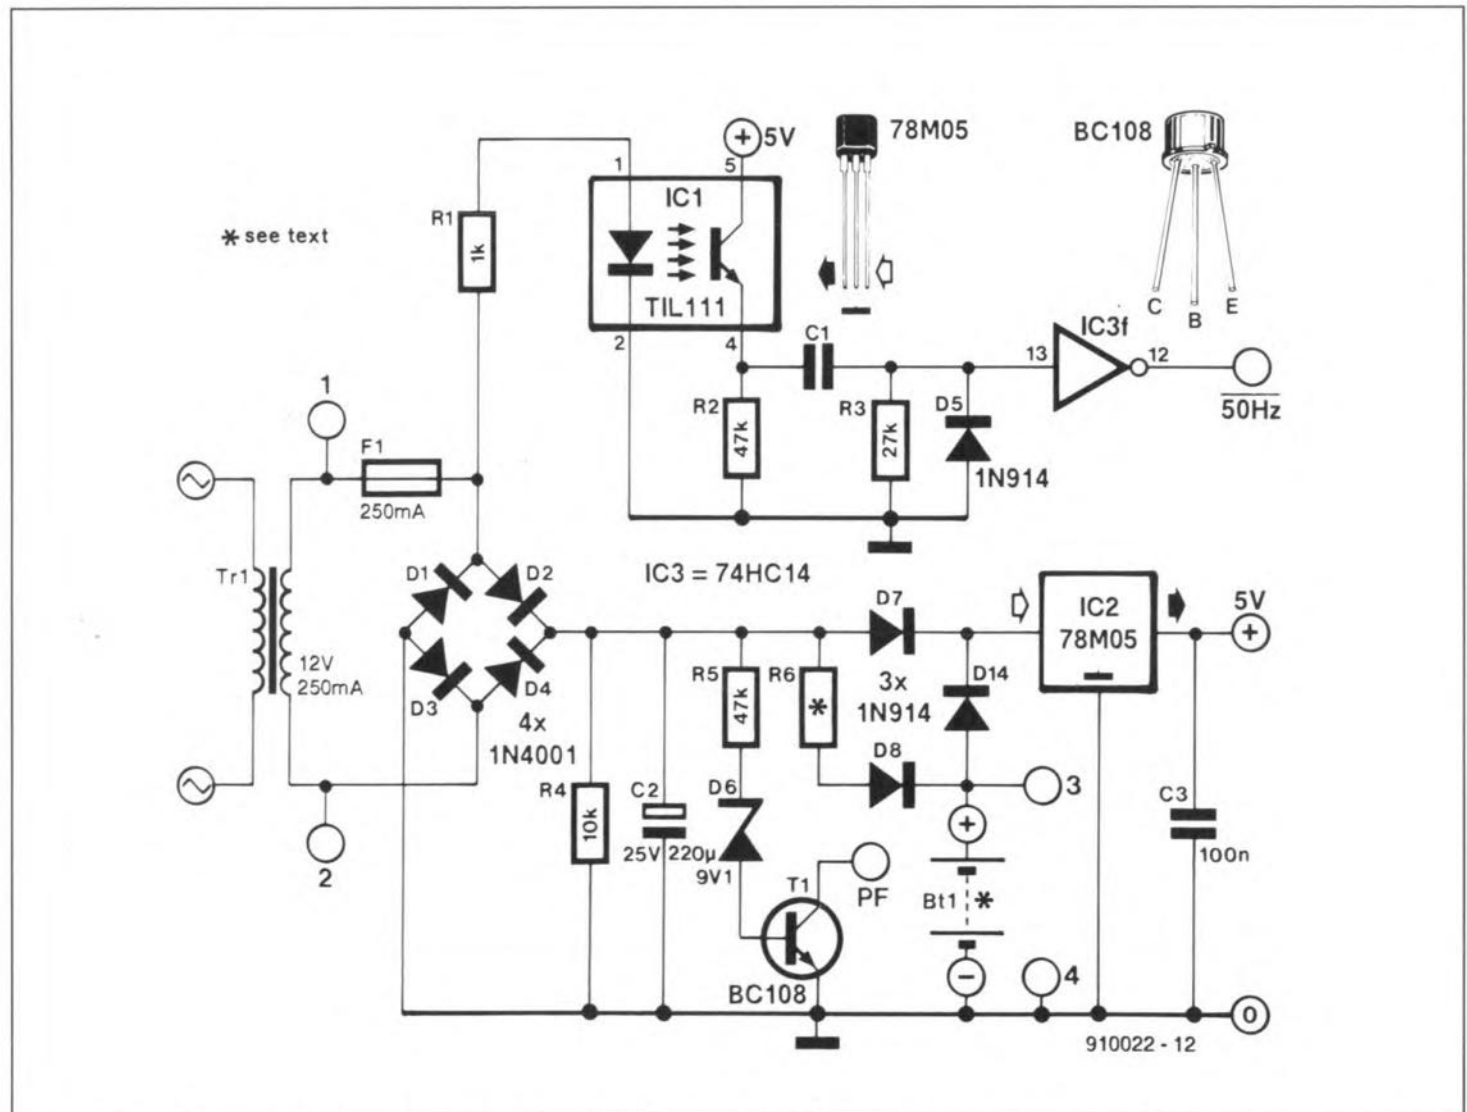 5V
78M05
BC108
1
5
IC1
R1
1k
* see text
TIL111
C
B
E
2
4
C1
IC3f
13
12
50Hz
1
R2
47k
R3
27k
D5
1N914
F1
250mA
Tr1
12V
250mA
IC3 = 74HC14
D1
D2
D3
D4
4x
1N4001
D7
3x
1N914
D14
IC2
78M05
5V
R5
47k
R6
*
D8
3
R4
10k
C2
25V
220µ
D6
9V1
C3
100n
2
T1
PF
Bt1
*
BC108
4
0
910022 - 12